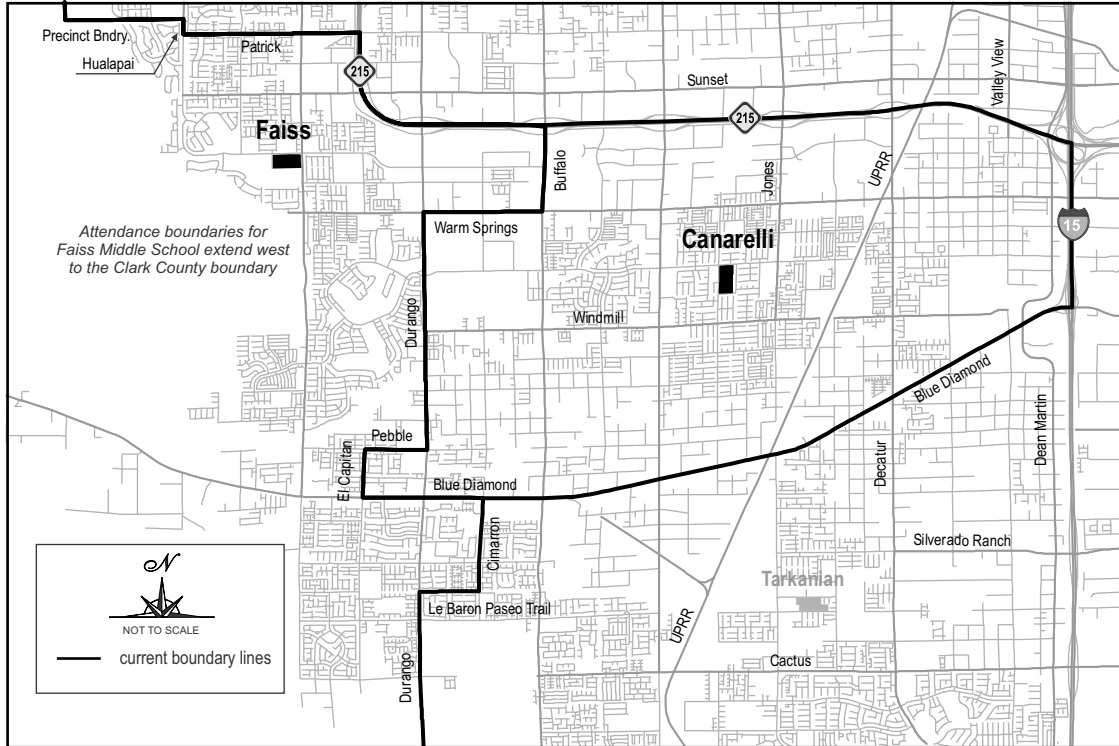 Precinct Bndry.
Hualapai
Patrick
215
Sunset
Valley View
215
Faiss
Buffalo
Jones
UPRR
15
Attendance boundaries for
Faiss Middle School extend west
to the Clark County boundary
Warm Springs
Canarelli
Durango
Windmill
Blue Diamond
Pebble
El Capitan
Blue Diamond
Decatur
Dean Martin
Cimarron
Silverado Ranch
Tarkanian
Le Baron Paseo Trail
UPRR
Cactus
Durango
N
NOT TO SCALE
current boundary lines